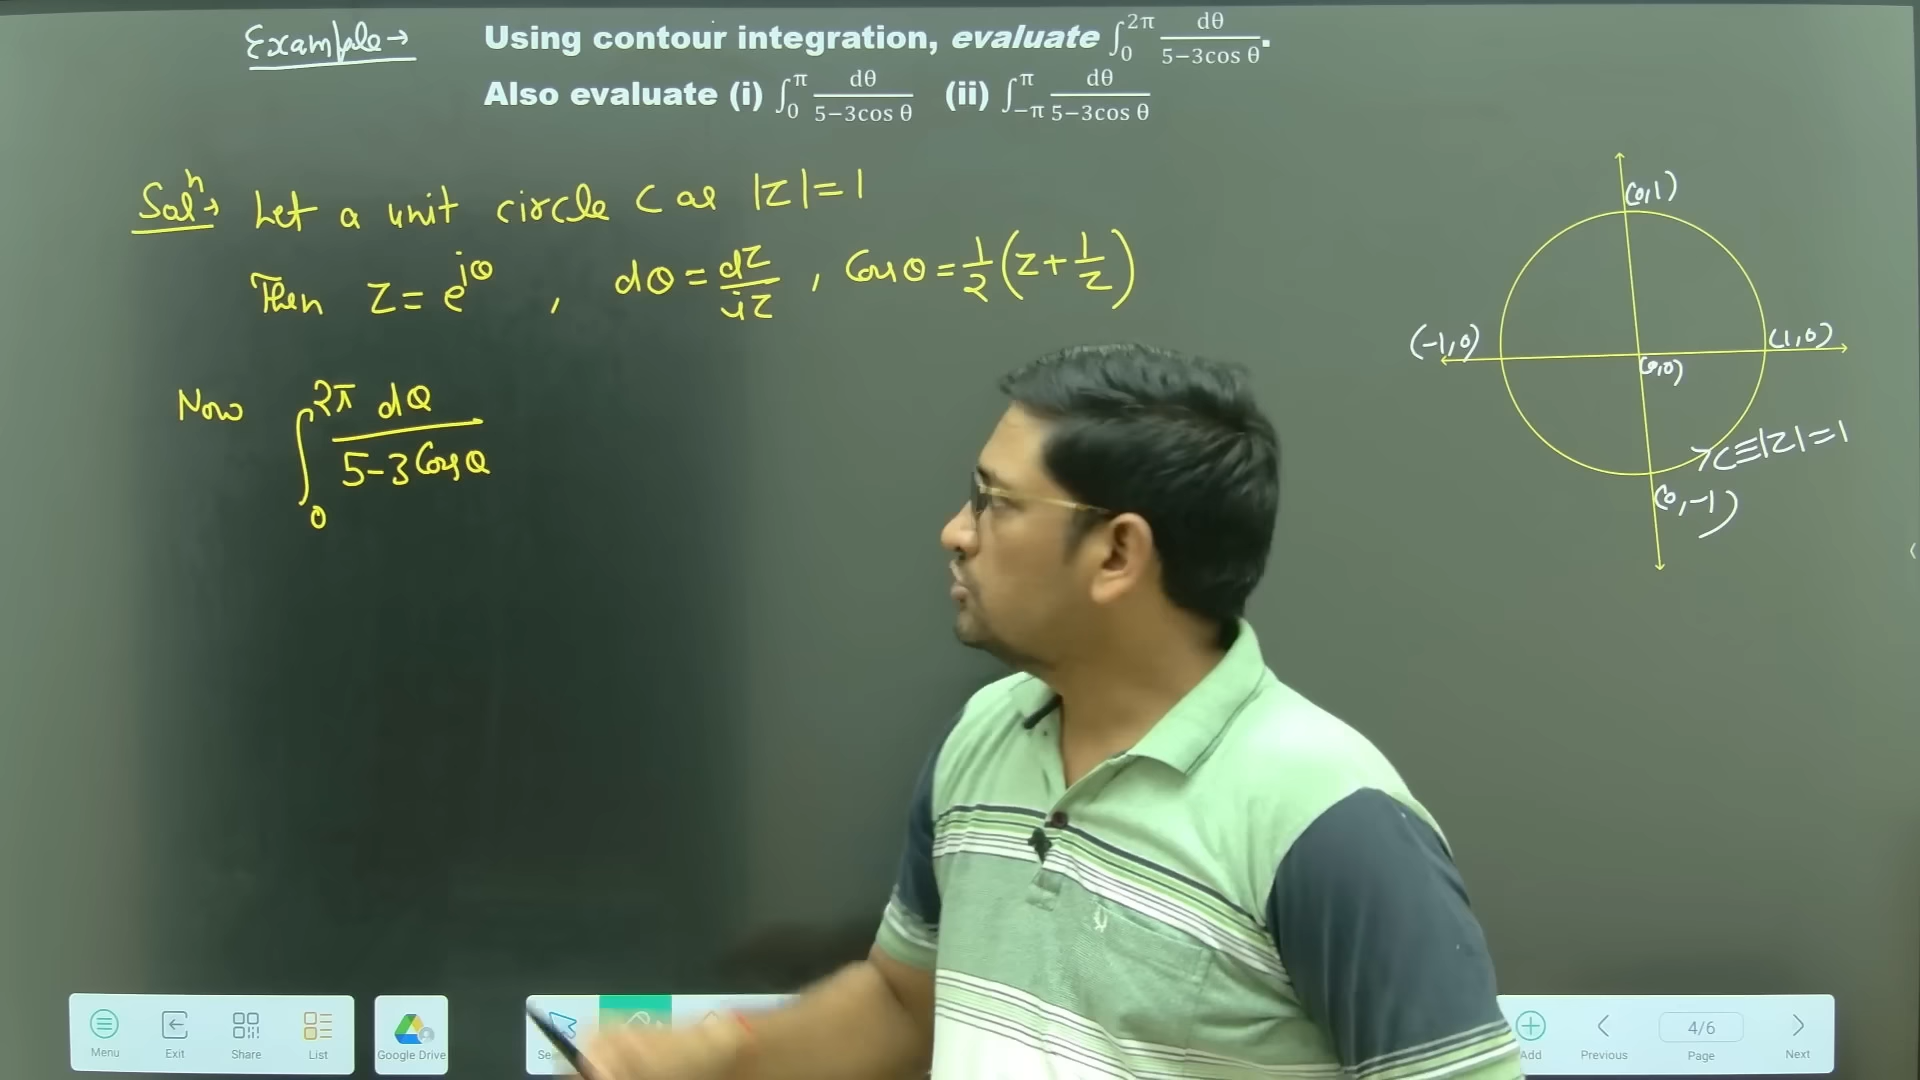 Example→ Using contour integration, evaluate ∫₀^2π dθ/(5−3cos θ).
Also evaluate (i) ∫₀^π dθ/(5−3cos θ) (ii) ∫₋π^π dθ/(5−3cos θ)
Solⁿ→ Let a unit circle C as |z|=1
Then z=e^iθ , dθ=dz/iz , Cosθ=1/2(z+1/z)
Now ∫₀^2π dθ/(5-3Cosθ)
(0,1)
(-1,0) (1,0)
(0,0)
C≡|z|=1
(0,-1)
Menu Exit Share List Google Drive Se Add Previous 4/6 Page Next